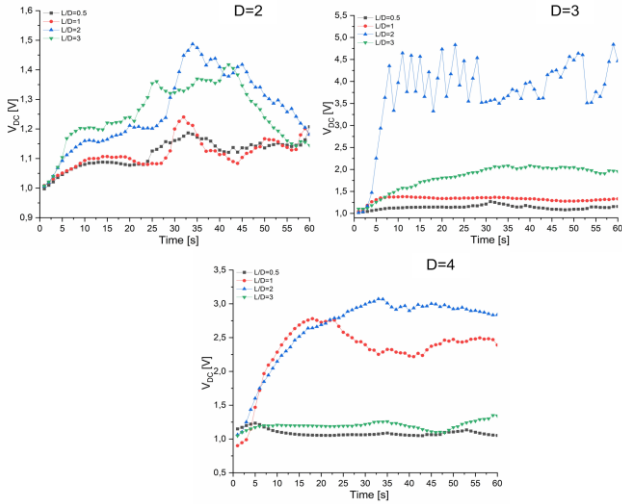 D=2
L/D=0.5
L/D=1
L/D=2
L/D=3
1,6
1,5
1,4
1,3
1,2
1,1
1,0
0,9
V_DC [V]
0 5 10 15 20 25 30 35 40 45 50 55 60
Time [s]
D=3
L/D=0.5
L/D=1
L/D=2
L/D=3
5,5
5,0
4,5
4,0
3,5
3,0
2,5
2,0
1,5
1,0
V_DC [V]
0 5 10 15 20 25 30 35 40 45 50 55 60
Time [s]
D=4
L/D=0.5
L/D=1
L/D=2
L/D=3
3,5
3,0
2,5
2,0
1,5
1,0
0,5
V_DC [V]
0 5 10 15 20 25 30 35 40 45 50 55 60
Time [s]